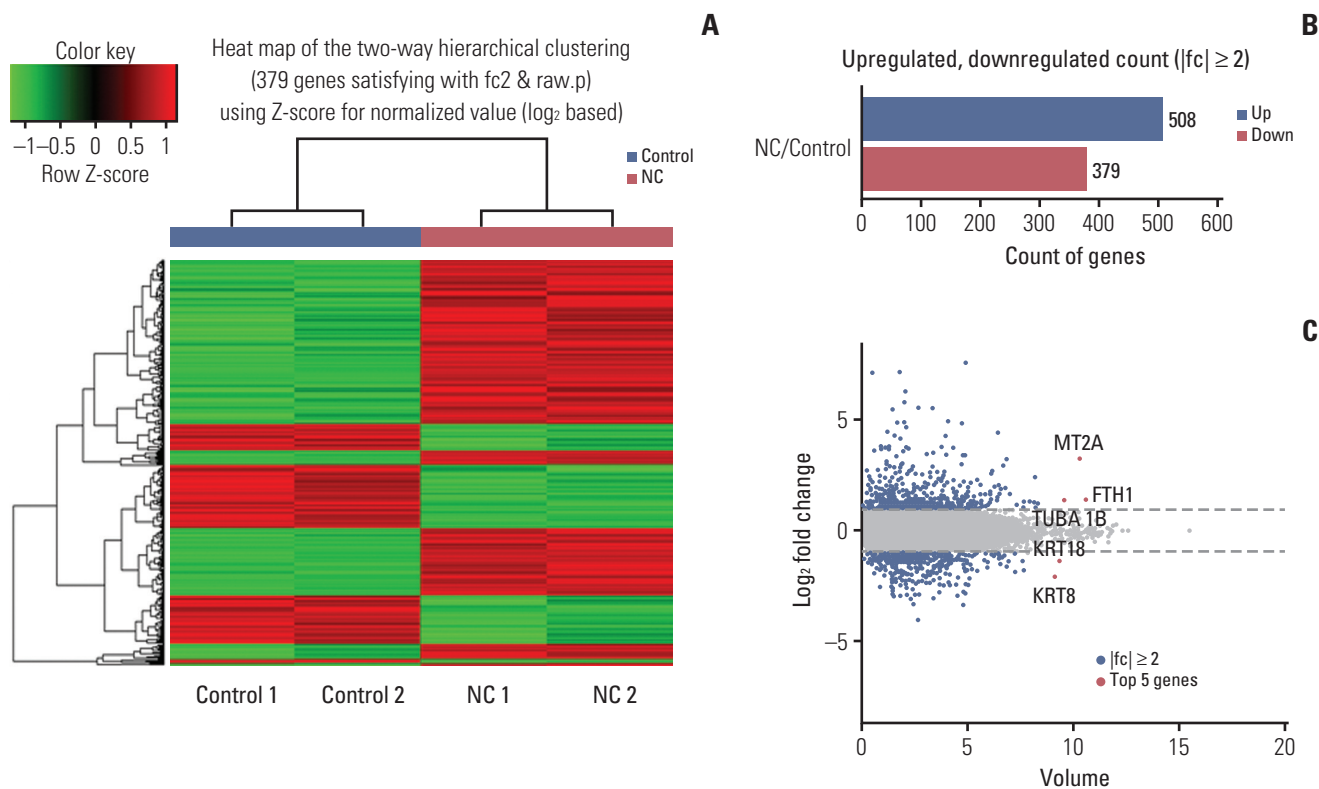 A
Color key
−1−0.5 0 0.5 1
Row Z-score
Heat map of the two-way hierarchical clustering
(379 genes satisfying with fc2 & raw.p)
using Z-score for normalized value (log₂ based)
Control
NC
Control 1 Control 2 NC 1 NC 2
B
Upregulated, downregulated count (|fc| ≥ 2)
NC/Control
508
379
Up
Down
0 100 200 300 400 500 600
Count of genes
C
Log₂ fold change
5
0
−5
MT2A
FTH1
TUBA 1B
KRT18
KRT8
|fc| ≥ 2
Top 5 genes
0 5 10 15 20
Volume